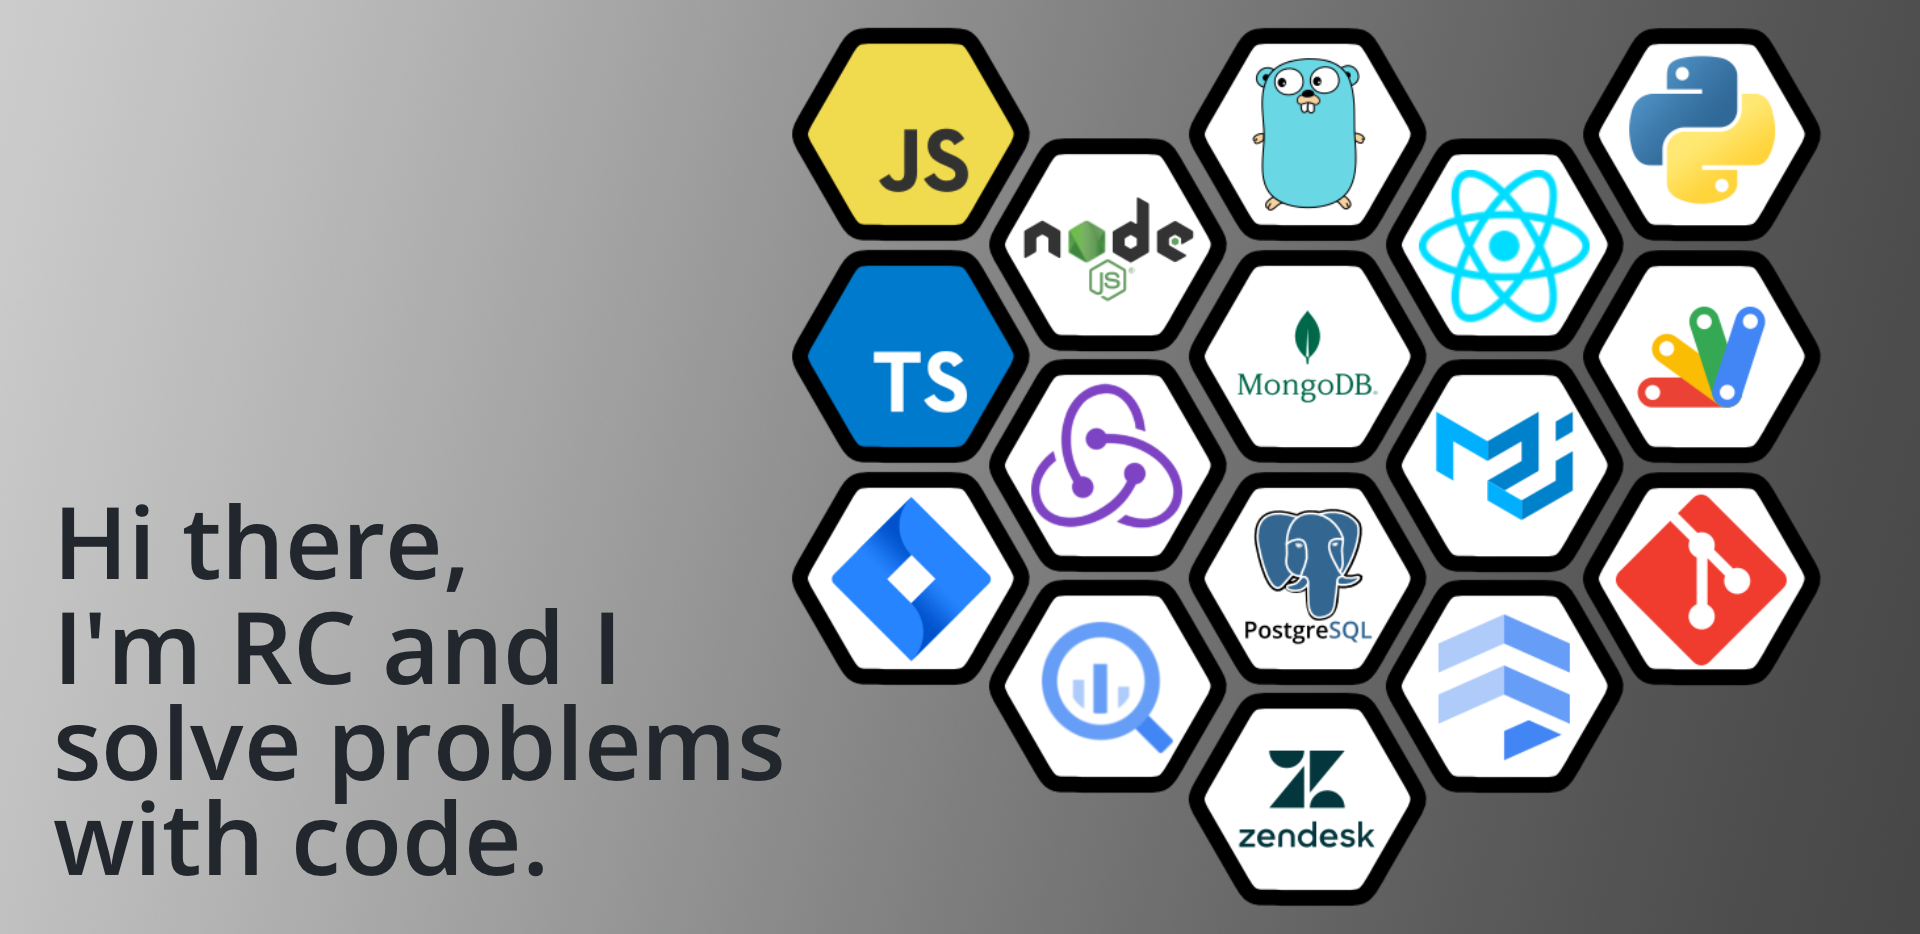 Hi there,
I'm RC and I
solve problems
with code.
JS
node
JS
TS
MongoDB.
PostgreSQL
zendesk